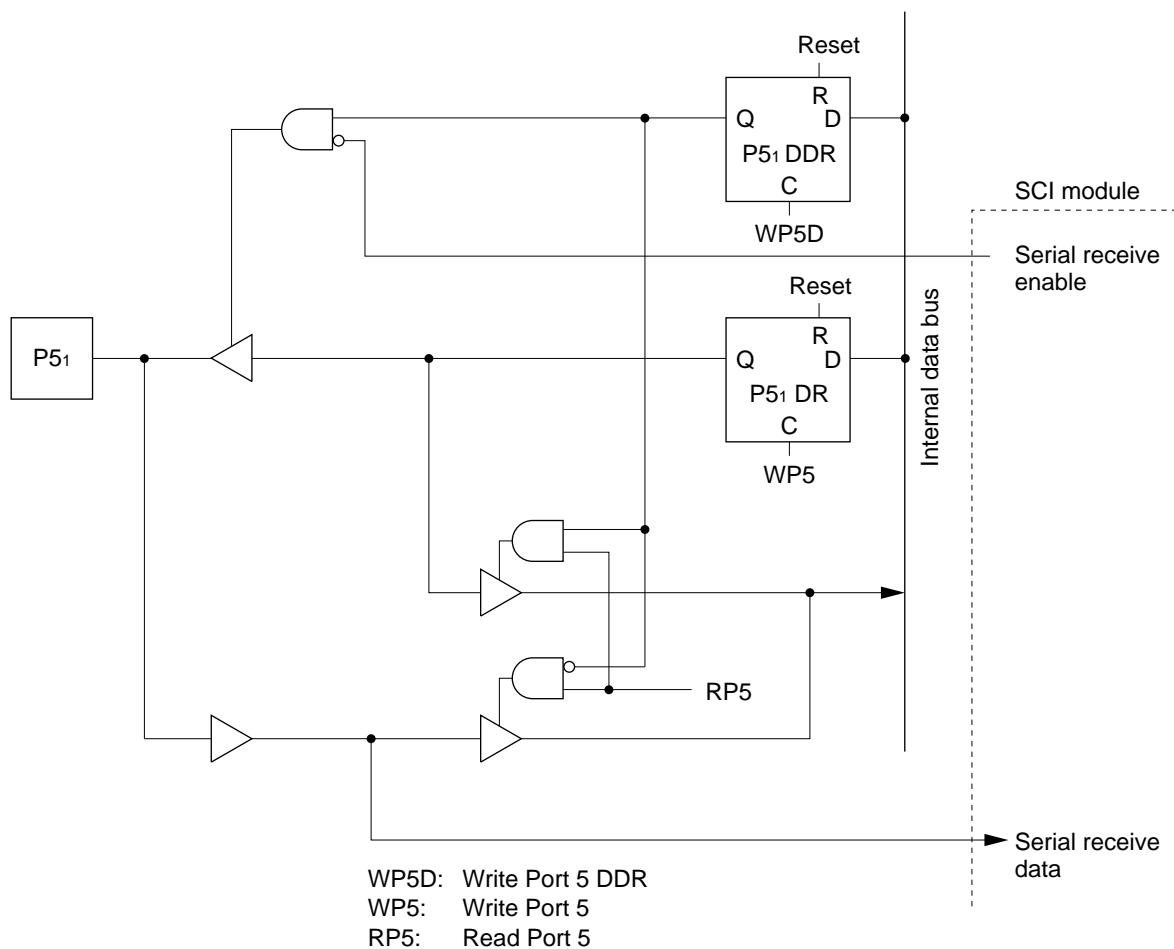 Reset
R
Q
D
P5₁ DDR
C
WP5D
SCI module
Serial receive
enable
Reset
R
Q
D
P5₁ DR
C
WP5
P5₁
Internal data bus
RP5
Serial receive
data
WP5D: Write Port 5 DDR
WP5: Write Port 5
RP5: Read Port 5